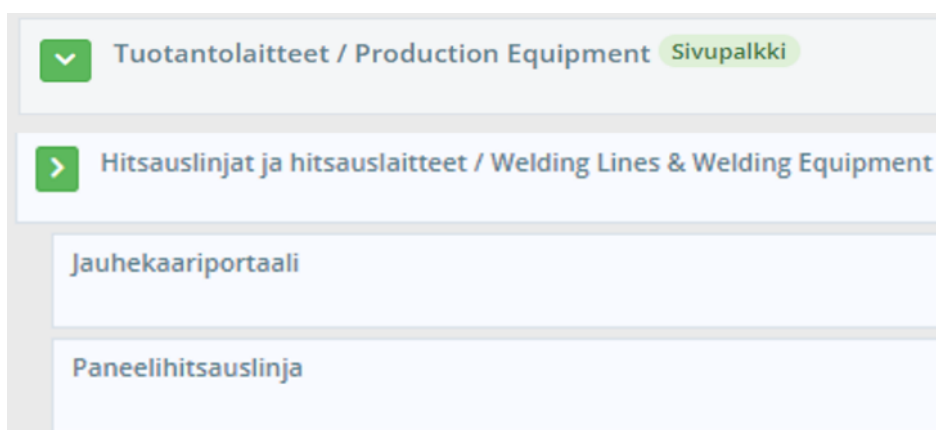 Tuotantolaitteet / Production Equipment Sivupalkki
Hitsauslinjat ja hitsauslaitteet / Welding Lines & Welding Equipment
Jauhekaariportaali
Paneelihitsauslinja